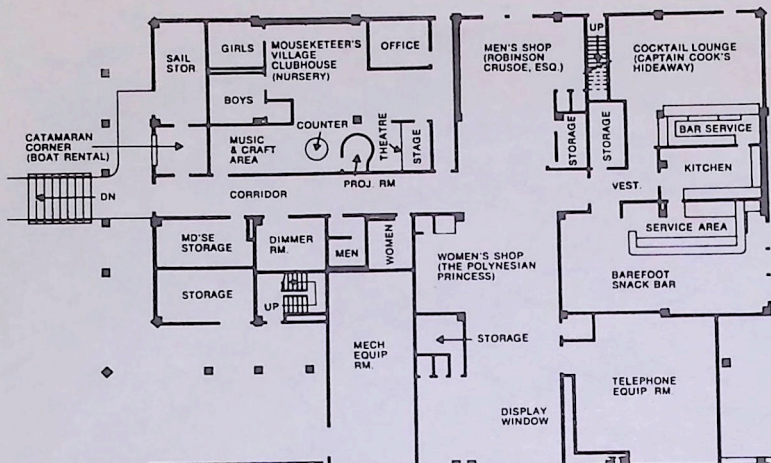 SAIL
STOR.
GIRLS
MOUSEKETEER'S
VILLAGE
CLUBHOUSE
(NURSERY)
OFFICE
MEN'S SHOP
(ROBINSON
CRUSOE, ESQ.)
UP
COCKTAIL LOUNGE
(CAPTAIN COOK'S
HIDEAWAY)
BOYS
CATAMARAN
CORNER
(BOAT RENTAL)
MUSIC
& CRAFT
AREA
COUNTER
THEATRE
STAGE
STORAGE
STORAGE
BAR SERVICE
KITCHEN
PROJ. RM
DN
CORRIDOR
VEST.
MD'SE
STORAGE
DIMMER
RM.
MEN
WOMEN
SERVICE AREA
WOMEN'S SHOP
(THE POLYNESIAN
PRINCESS)
BAREFOOT
SNACK BAR
STORAGE
UP
STORAGE
MECH
EQUIP
RM.
TELEPHONE
EQUIP RM.
DISPLAY
WINDOW